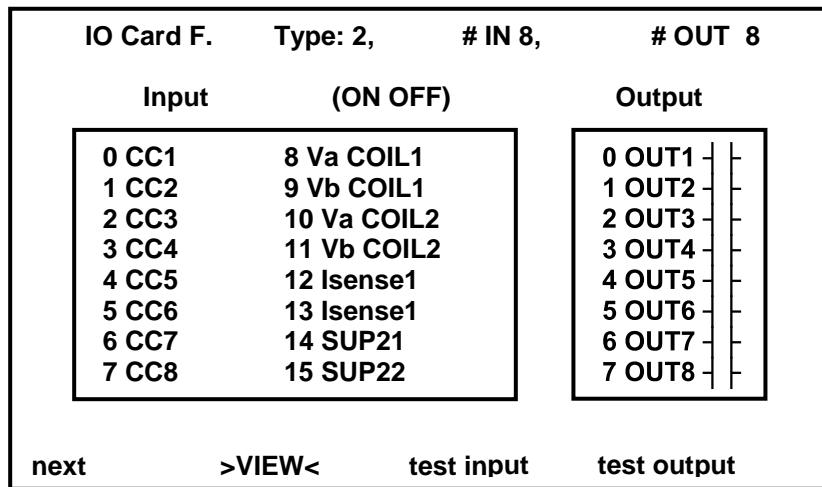 IO Card F. Type: 2, # IN 8, # OUT 8
Input (ON OFF) Output
0 CC1 8 Va COIL1 0 OUT1
1 CC2 9 Vb COIL1 1 OUT2
2 CC3 10 Va COIL2 2 OUT3
3 CC4 11 Vb COIL2 3 OUT4
4 CC5 12 Isense1 4 OUT5
5 CC6 13 Isense1 5 OUT6
6 CC7 14 SUP21 6 OUT7
7 CC8 15 SUP22 7 OUT8
next >VIEW< test input test output